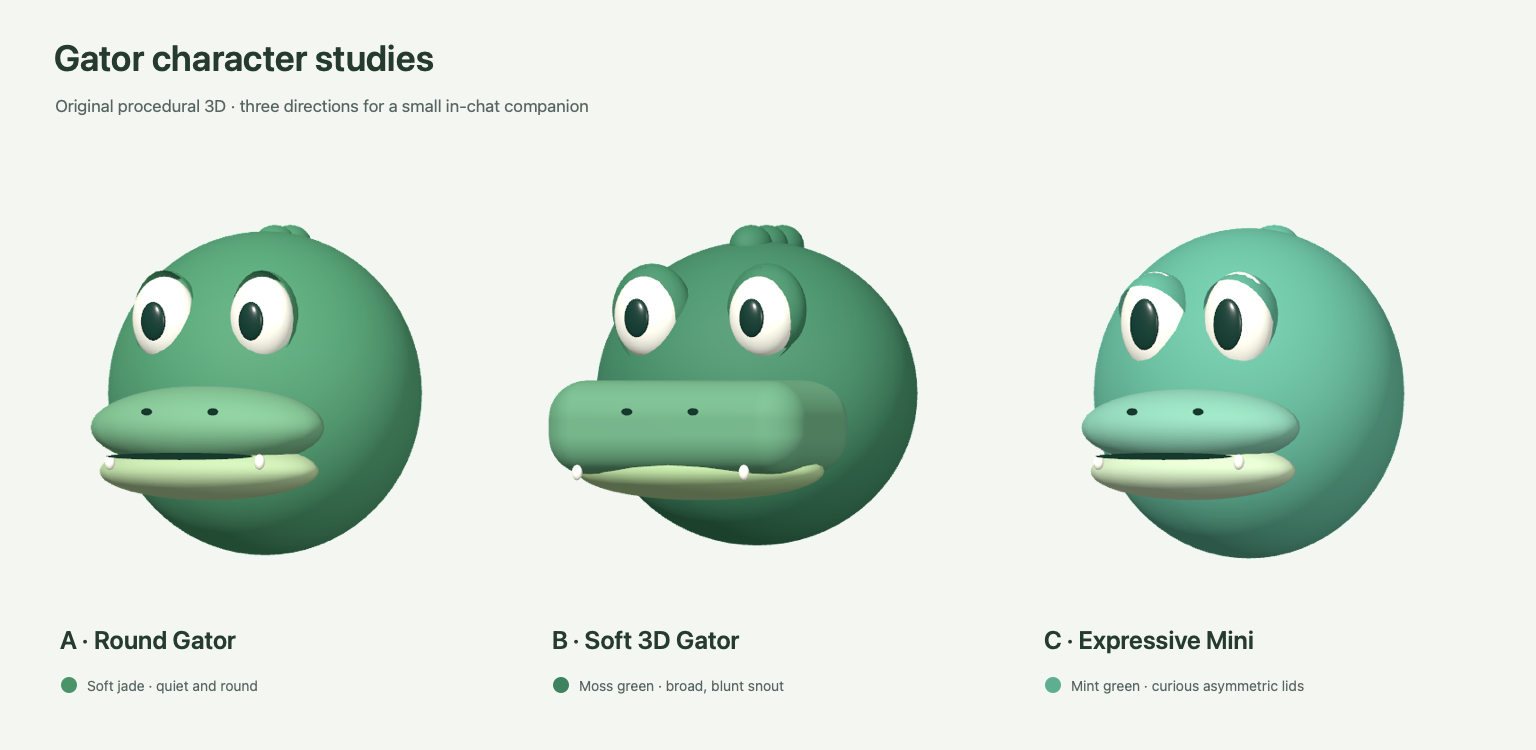 Gator character studies
Original procedural 3D · three directions for a small in-chat companion
A · Round Gator
Soft jade · quiet and round
B · Soft 3D Gator
Moss green · broad, blunt snout
C · Expressive Mini
Mint green · curious asymmetric lids